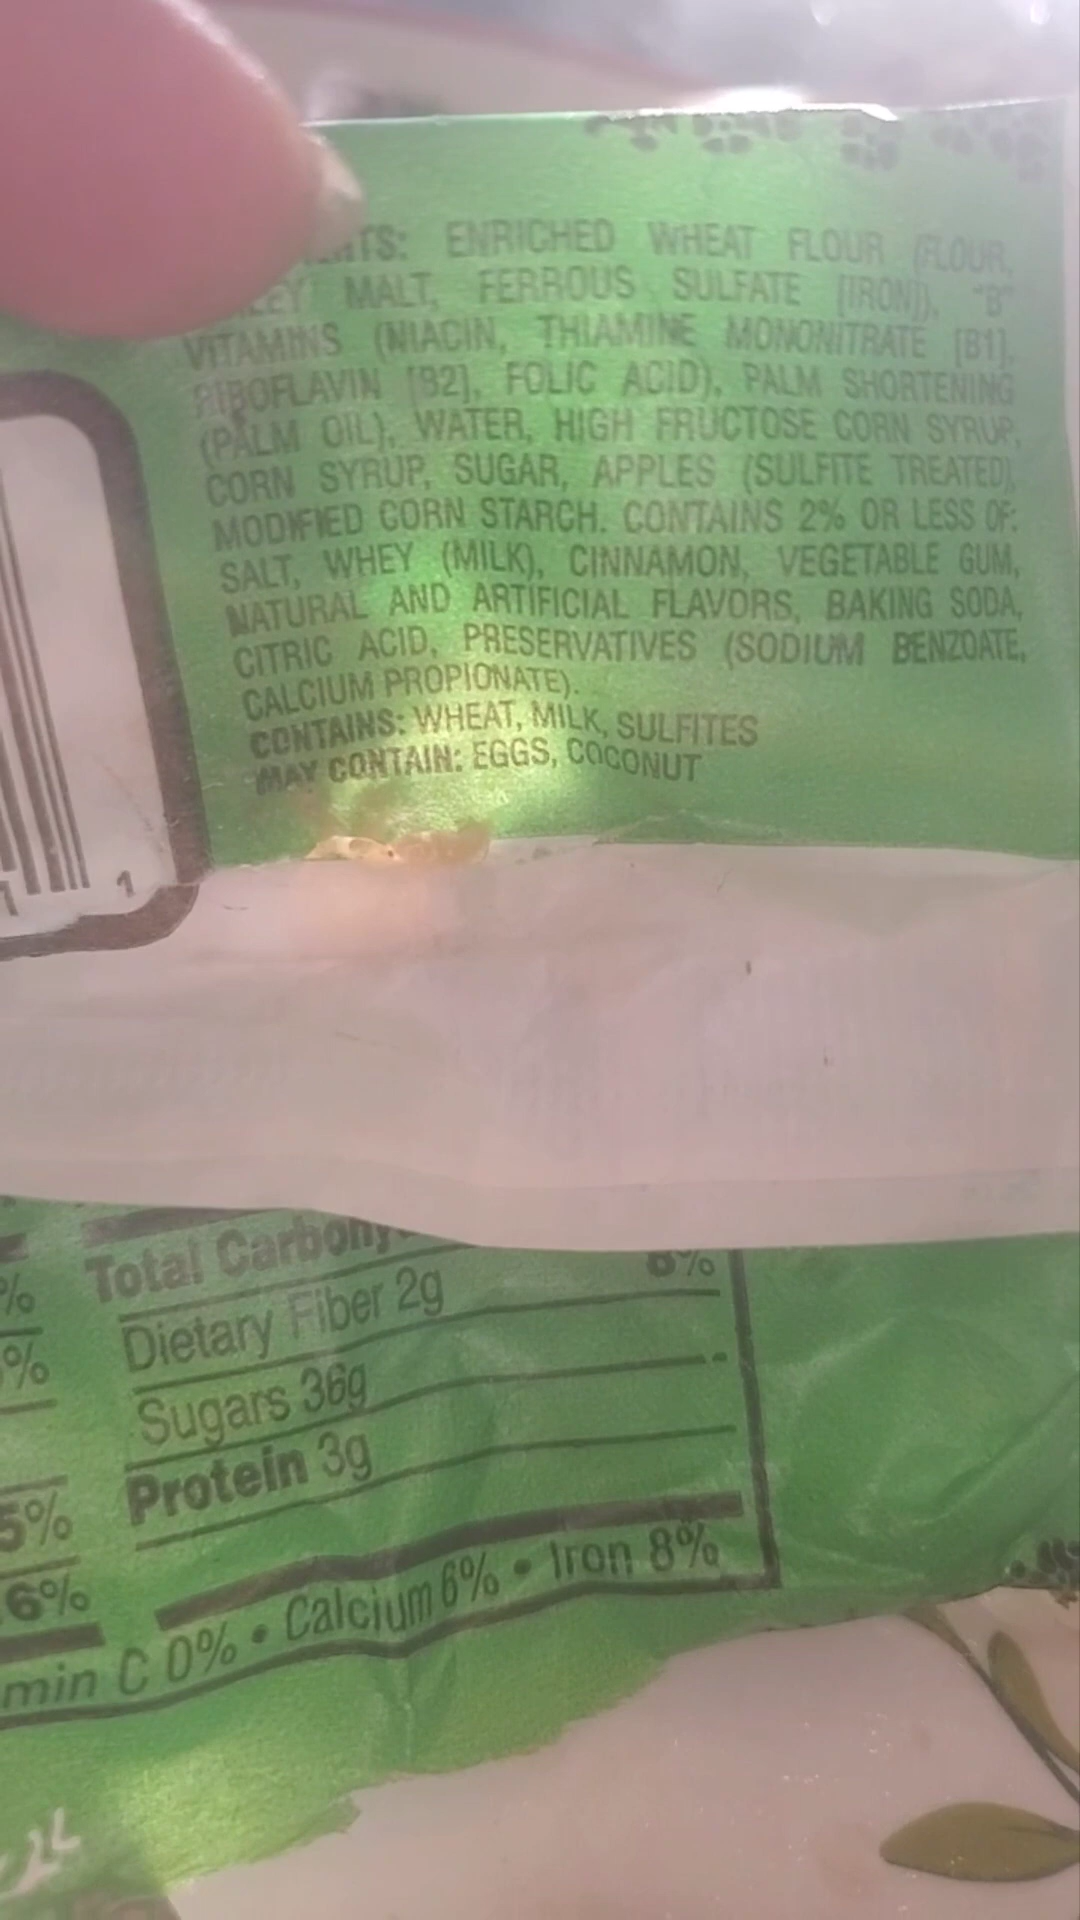 TS: ENRICHED WHEAT FLOUR (FLOUR,
LEY MALT, FERROUS SULFATE [IRON]), "B"
VITAMINS (NIACIN, THIAMINE MONONITRATE [B1],
RIBOFLAVIN [B2], FOLIC ACID), PALM SHORTENING
(PALM OIL), WATER, HIGH FRUCTOSE CORN SYRUP,
CORN SYRUP, SUGAR, APPLES (SULFITE TREATED),
MODIFIED CORN STARCH. CONTAINS 2% OR LESS OF:
SALT, WHEY (MILK), CINNAMON, VEGETABLE GUM,
NATURAL AND ARTIFICIAL FLAVORS, BAKING SODA,
CITRIC ACID, PRESERVATIVES (SODIUM BENZOATE,
CALCIUM PROPIONATE).
CONTAINS: WHEAT, MILK, SULFITES
MAY CONTAIN: EGGS, COCONUT
1 1
% Total Carbohy
% Dietary Fiber 2g 8%
Sugars 36g
5% Protein 3g
6%
min C 0% • Calcium 6% • Iron 8%